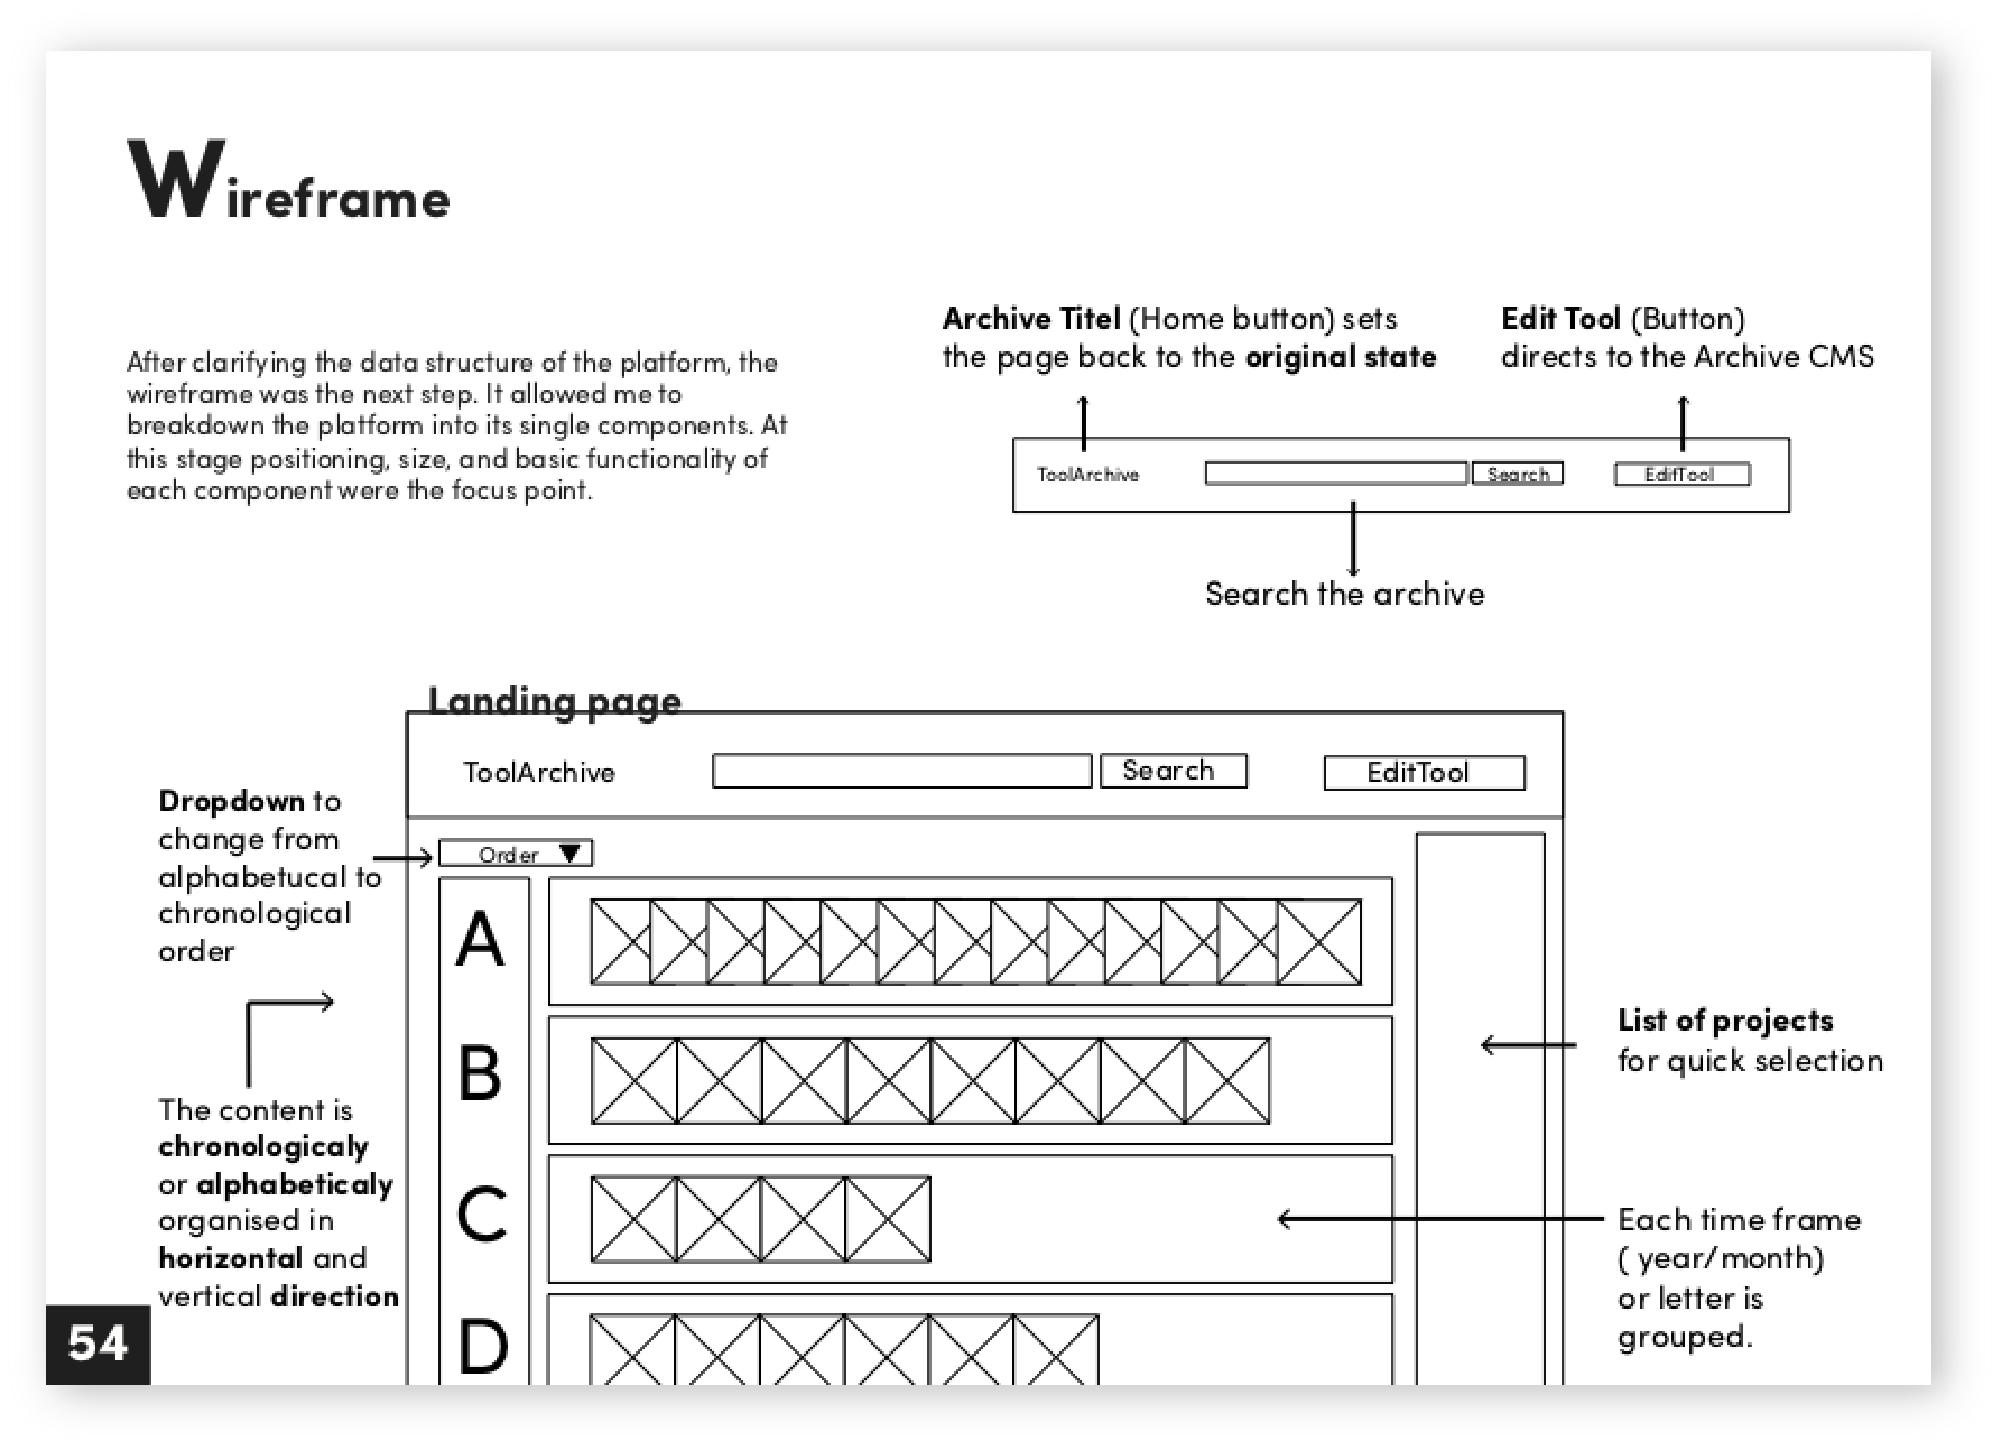 Wireframe
After clarifying the data structure of the platform, the
wireframe was the next step. It allowed me to
breakdown the platform into its single components. At
this stage positioning, size, and basic functionality of
each component were the focus point.
Archive Titel (Home button) sets
the page back to the original state
Edit Tool (Button)
directs to the Archive CMS
ToolArchive
Search
EditTool
Search the archive
Landing page
ToolArchive
Search
EditTool
Dropdown to
change from
alphabetucal to
chronological
order
Order
A
B
C
D
The content is
chronologicaly
or alphabeticaly
organised in
horizontal and
vertical direction
List of projects
for quick selection
Each time frame
( year/month)
or letter is
grouped.
54